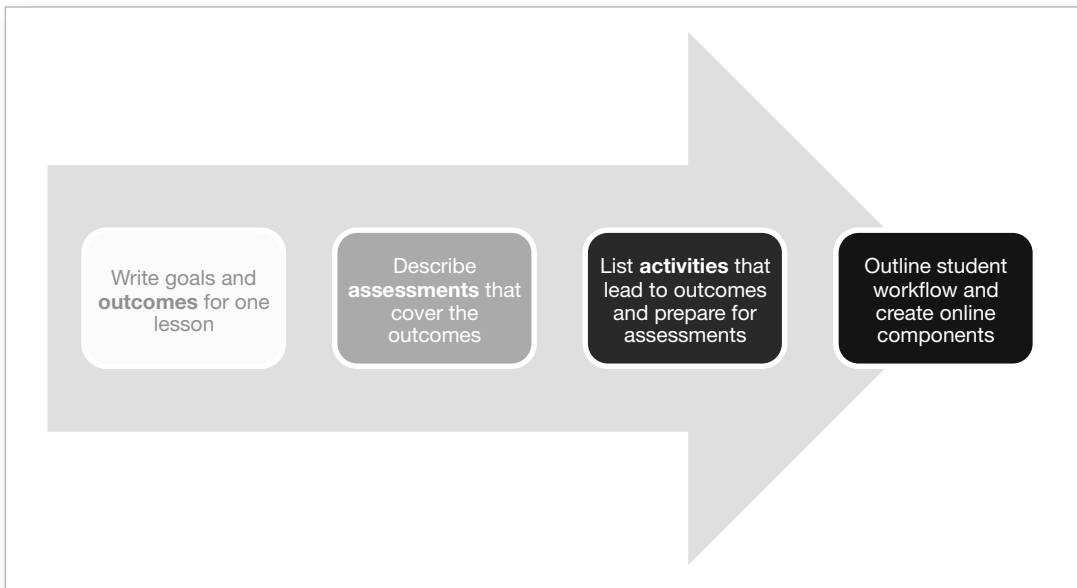 Write goals and
outcomes for one
lesson
Describe
assessments that
cover the
outcomes
List activities that
lead to outcomes
and prepare for
assessments
Outline student
workflow and
create online
components